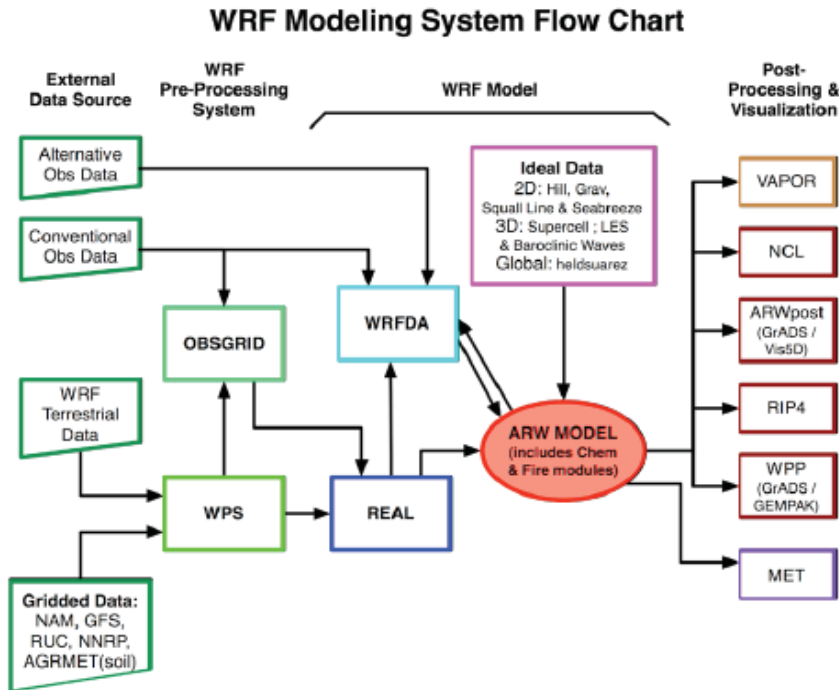 WRF Modeling System Flow Chart
External
Data Source
WRF
Pre-Processing
System
WRF Model
Post-
Processing &
Visualization
Alternative
Obs Data
Conventional
Obs Data
WRF
Terrestrial
Data
Gridded Data:
NAM, GFS,
RUC, NNRP,
AGRMET(soil)
OBSGRID
WPS
WRFDA
REAL
Ideal Data
2D: Hill, Grav,
Squall Line & Seabreeze
3D: Supercell ; LES
& Baroclinic Waves
Global: heldsuarez
ARW MODEL
(includes Chem
& Fire modules)
VAPOR
NCL
ARWpost
(GrADS /
Vis5D)
RIP4
WPP
(GrADS /
GEMPAK)
MET